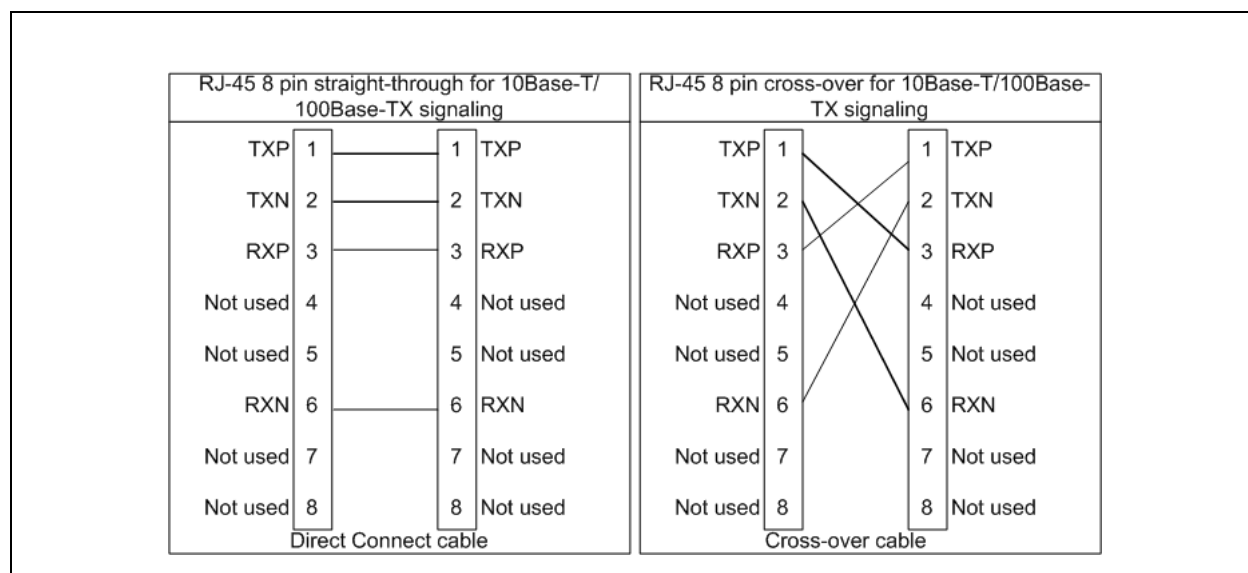 RJ-45 8 pin straight-through for 10Base-T/
100Base-TX signaling
TXP 1 1 TXP
TXN 2 2 TXN
RXP 3 3 RXP
Not used 4 4 Not used
Not used 5 5 Not used
RXN 6 6 RXN
Not used 7 7 Not used
Not used 8 8 Not used
Direct Connect cable
RJ-45 8 pin cross-over for 10Base-T/100Base-
TX signaling
TXP 1 1 TXP
TXN 2 2 TXN
RXP 3 3 RXP
Not used 4 4 Not used
Not used 5 5 Not used
RXN 6 6 RXN
Not used 7 7 Not used
Not used 8 8 Not used
Cross-over cable